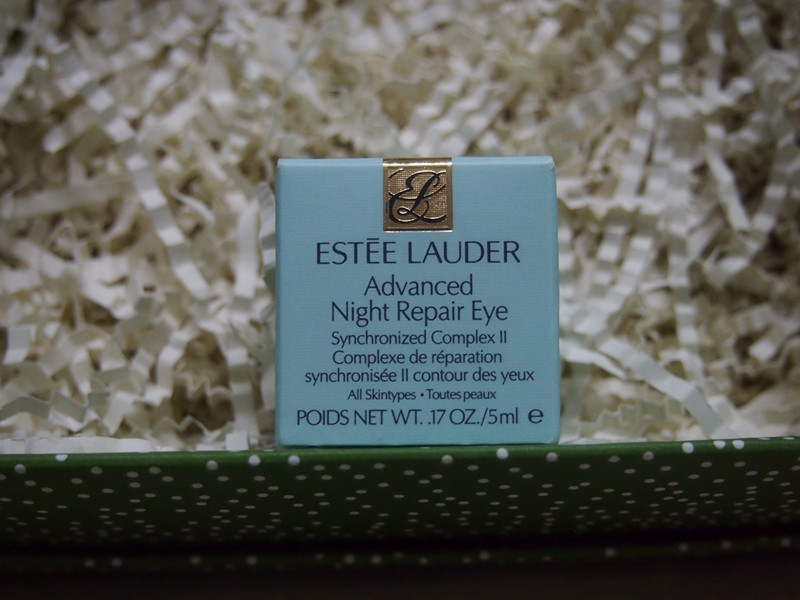 EL
ESTĒE LAUDER
Advanced
Night Repair Eye
Synchronized Complex II
Complexe de réparation
synchronisée II contour des yeux
All Skintypes • Toutes peaux
POIDS NET WT. .17 OZ./5ml ℮